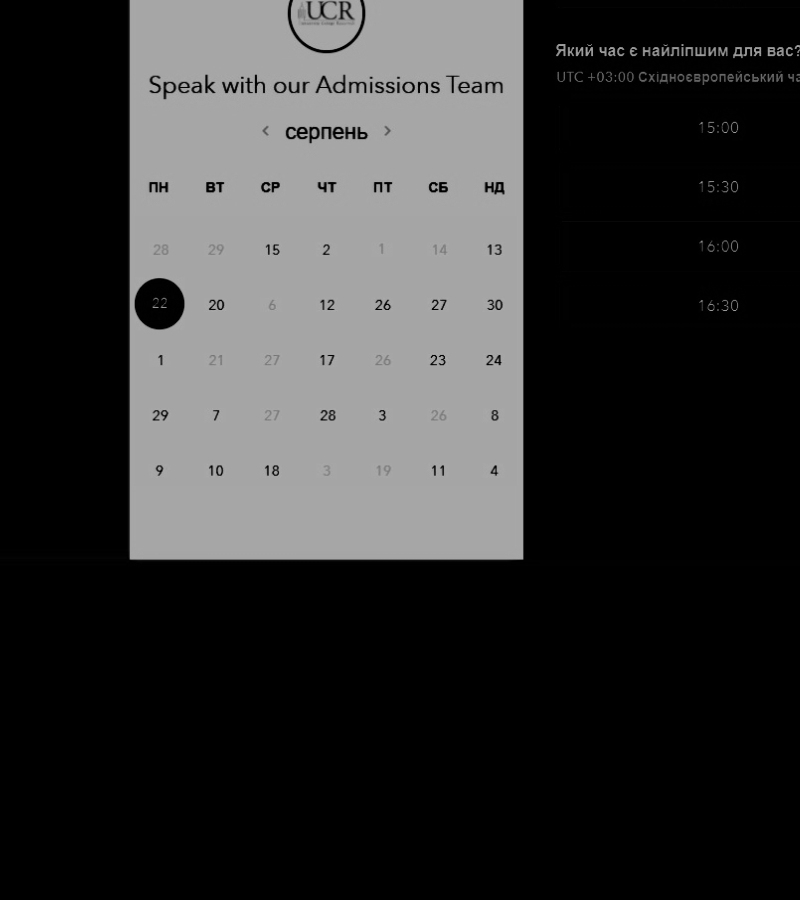 UCR
Speak with our Admissions Team
серпень
ПН ВТ СР ЧТ ПТ СБ НД
28 29 15 2 1 14 13
22 20 6 12 26 27 30
1 21 27 17 26 23 24
29 7 27 28 3 26 8
9 10 18 3 19 11 4
Який час є найліпшим для вас?
UTC +03:00 Східноєвропейський ча
15:00
15:30
16:00
16:30